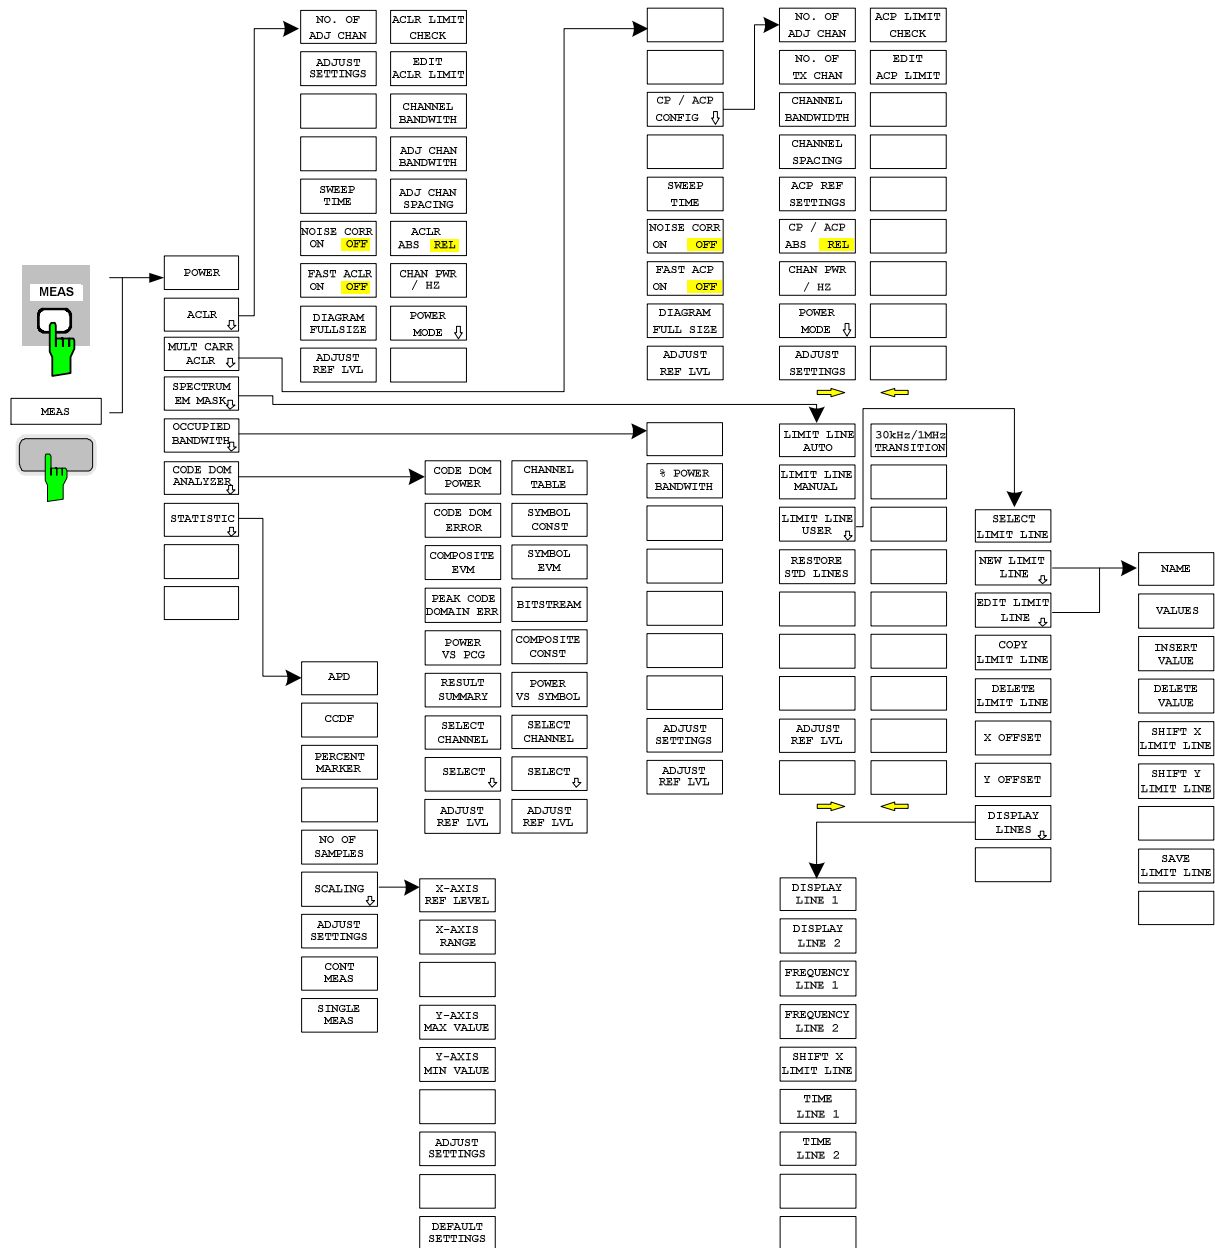 MEAS
MEAS
POWER
ACLR
MULT CARR
ACLR
SPECTRUM
EM MASK
OCCUPIED
BANDWITH
CODE DOM
ANALYZER
STATISTIC
NO. OF
ADJ CHAN
ADJUST
SETTINGS
SWEEP
TIME
NOISE CORR
ON OFF
FAST ACLR
ON OFF
DIAGRAM
FULLSIZE
ADJUST
REF LVL
ACLR LIMIT
CHECK
EDIT
ACLR LIMIT
CHANNEL
BANDWITH
ADJ CHAN
BANDWITH
ADJ CHAN
SPACING
ACLR
ABS REL
CHAN PWR
/ HZ
POWER
MODE
CP / ACP
CONFIG
SWEEP
TIME
NOISE CORR
ON OFF
FAST ACP
ON OFF
DIAGRAM
FULL SIZE
ADJUST
REF LVL
NO. OF
ADJ CHAN
NO. OF
TX CHAN
CHANNEL
BANDWIDTH
CHANNEL
SPACING
ACP REF
SETTINGS
CP / ACP
ABS REL
CHAN PWR
/ HZ
POWER
MODE
ADJUST
SETTINGS
ACP LIMIT
CHECK
EDIT
ACP LIMIT
CODE DOM
POWER
CODE DOM
ERROR
COMPOSITE
EVM
PEAK CODE
DOMAIN ERR
POWER
VS PCG
RESULT
SUMMARY
SELECT
CHANNEL
SELECT
ADJUST
REF LVL
CHANNEL
TABLE
SYMBOL
CONST
SYMBOL
EVM
BITSTREAM
COMPOSITE
CONST
POWER
VS SYMBOL
SELECT
CHANNEL
SELECT
ADJUST
REF LVL
% POWER
BANDWITH
ADJUST
SETTINGS
ADJUST
REF LVL
LIMIT LINE
AUTO
LIMIT LINE
MANUAL
LIMIT LINE
USER
RESTORE
STD LINES
ADJUST
REF LVL
30kHz/1MHz
TRANSITION
SELECT
LIMIT LINE
NEW LIMIT
LINE
EDIT LIMIT
LINE
COPY
LIMIT LINE
DELETE
LIMIT LINE
X OFFSET
Y OFFSET
DISPLAY
LINES
NAME
VALUES
INSERT
VALUE
DELETE
VALUE
SHIFT X
LIMIT LINE
SHIFT Y
LIMIT LINE
SAVE
LIMIT LINE
APD
CCDF
PERCENT
MARKER
NO OF
SAMPLES
SCALING
ADJUST
SETTINGS
CONT
MEAS
SINGLE
MEAS
X-AXIS
REF LEVEL
X-AXIS
RANGE
Y-AXIS
MAX VALUE
Y-AXIS
MIN VALUE
ADJUST
SETTINGS
DEFAULT
SETTINGS
DISPLAY
LINE 1
DISPLAY
LINE 2
FREQUENCY
LINE 1
FREQUENCY
LINE 2
SHIFT X
LIMIT LINE
TIME
LINE 1
TIME
LINE 2